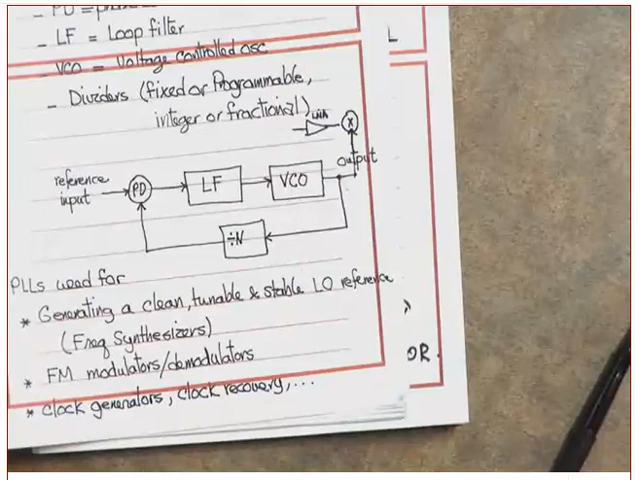 - PD = phase
- LF = Loop filter
- VCO = Voltage controlled osc
L
- Dividers (fixed or Programmable,
integer or fractional)
LNA
X
output
reference
input
PD
LF
VCO
÷N
PLLs used for
* Generating a clean, tunable & stable LO reference
(Freq Synthesizers)
OR.
* FM modulators/demodulators
* Clock generators, clock recovery, ...